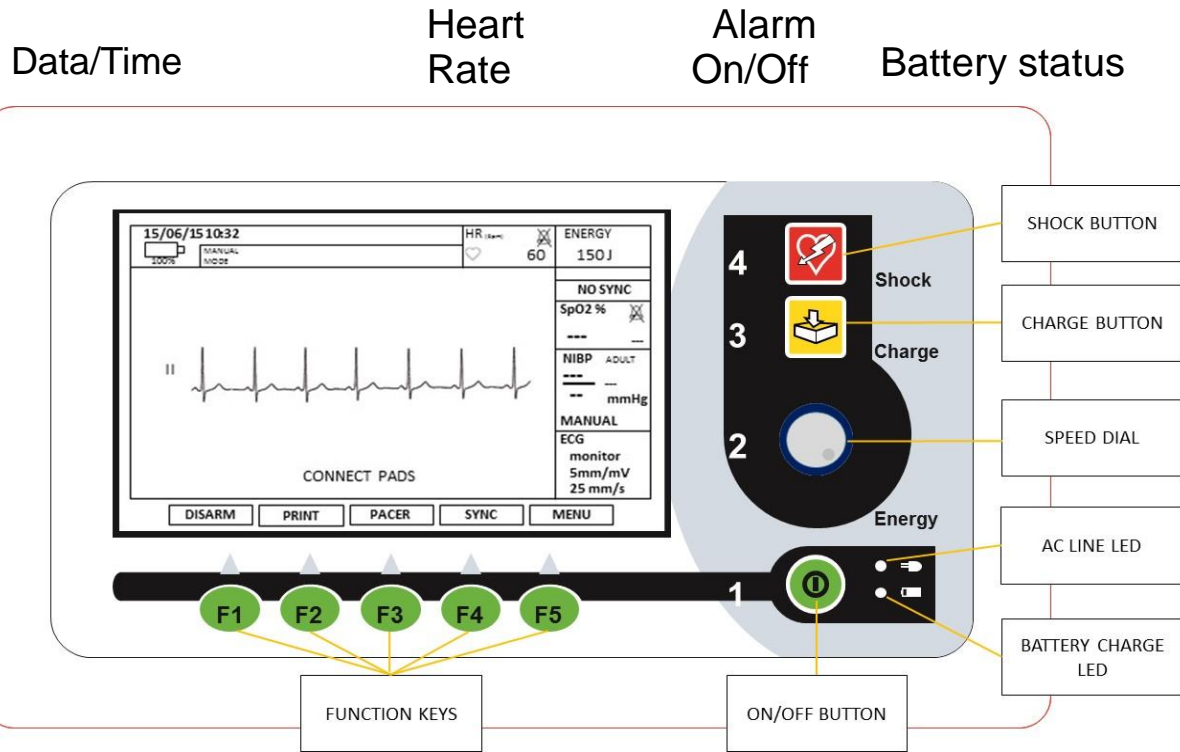 Data/Time
Heart
Rate
Alarm
On/Off
Battery status
15/06/15 10:32
100%
MANUAL
MODE
HR (Bpm)
60
ENERGY
150 J
NO SYNC
SpO2 %
---
---
NIBP ADULT
---
---
--
mmHg
MANUAL
ECG
monitor
5mm/mV
25 mm/s
II
CONNECT PADS
DISARM
PRINT
PACER
SYNC
MENU
F1
F2
F3
F4
F5
FUNCTION KEYS
4
Shock
3
Charge
2
Energy
1
SHOCK BUTTON
CHARGE BUTTON
SPEED DIAL
AC LINE LED
BATTERY CHARGE
LED
ON/OFF BUTTON